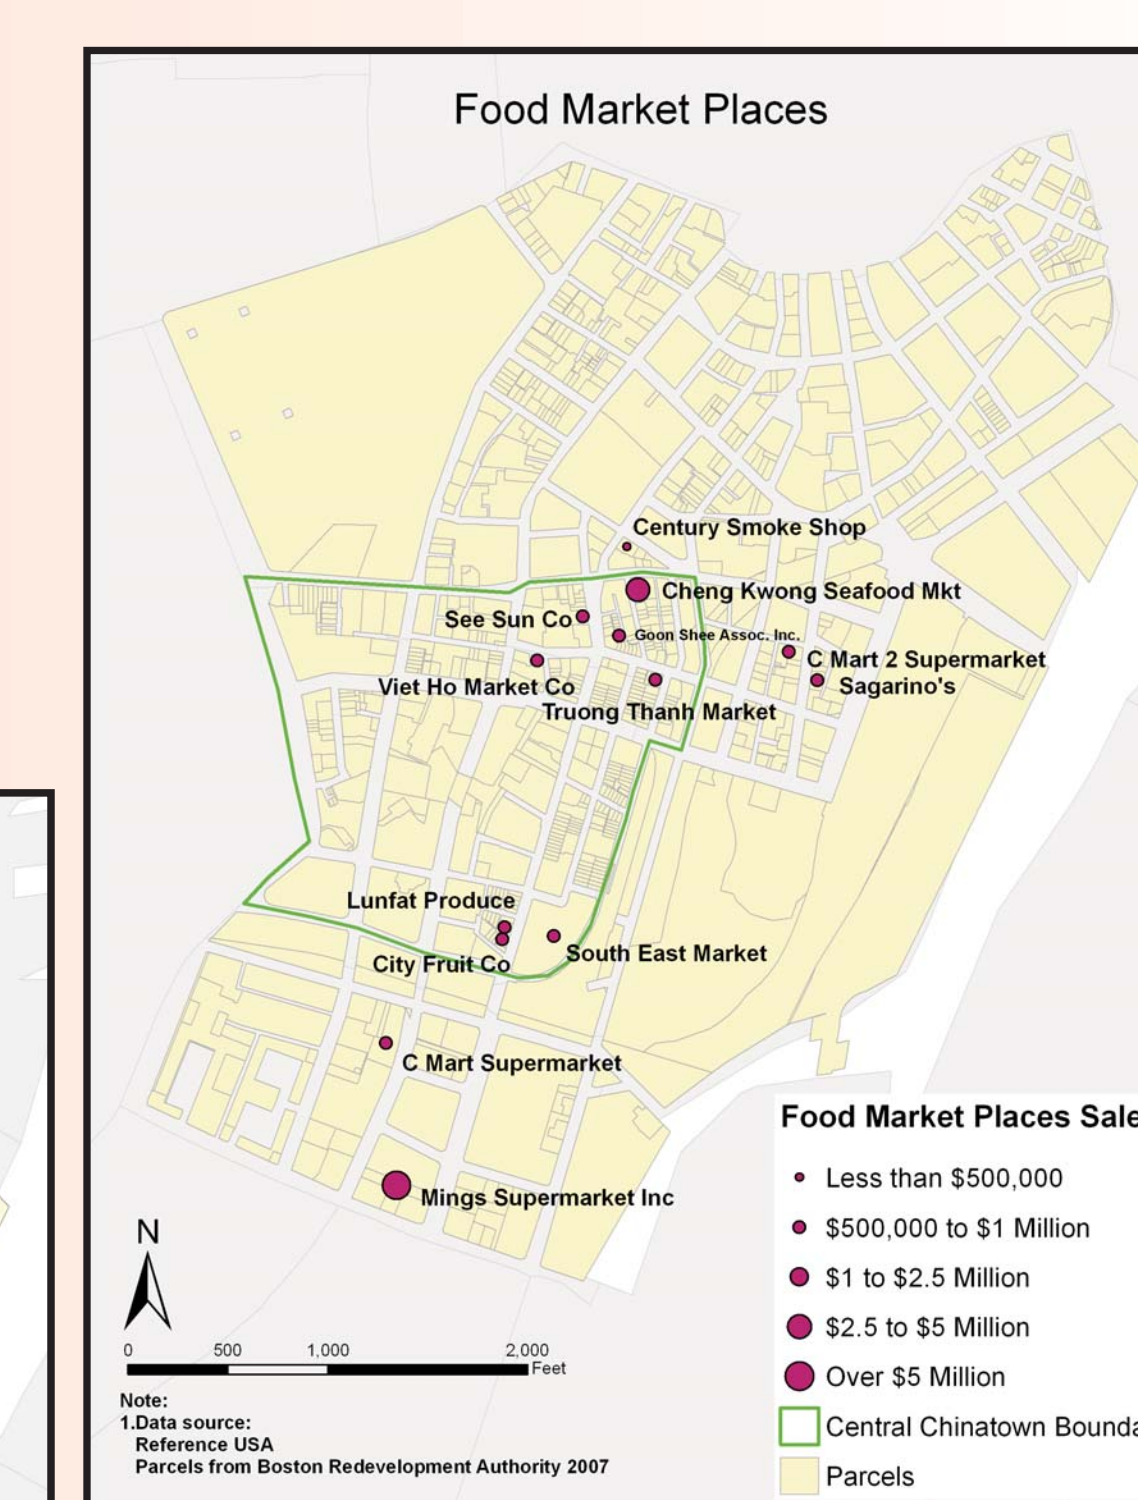 Food Market Places
Century Smoke Shop
Cheng Kwong Seafood Mkt
See Sun Co
Goon Shee Assoc. Inc.
C Mart 2 Supermarket
Viet Ho Market Co
Sagarino's
Truong Thanh Market
Lunfat Produce
South East Market
City Fruit Co
C Mart Supermarket
Mings Supermarket Inc
Food Market Places Sale
Less than $500,000
$500,000 to $1 Million
$1 to $2.5 Million
$2.5 to $5 Million
Over $5 Million
Central Chinatown Bounda
Parcels
N
0 500 1,000 2,000
Feet
Note:
1.Data source:
Reference USA
Parcels from Boston Redevelopment Authority 2007